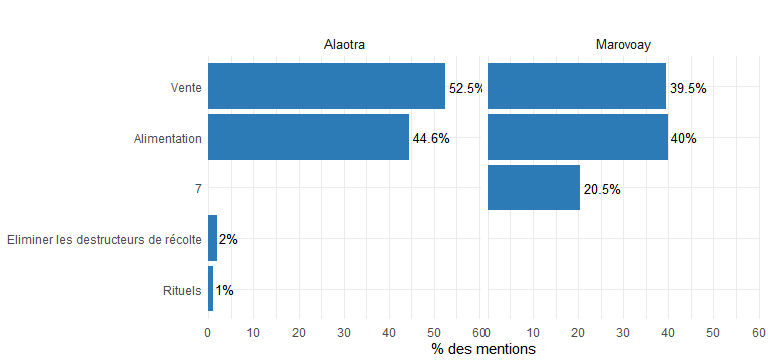 Alaotra Marovoay
Vente 52.5% 39.5%
Alimentation 44.6% 40%
7 20.5%
Eliminer les destructeurs de récolte 2%
Rituels 1%
0 10 20 30 40 50 60 0 10 20 30 40 50 60
% des mentions